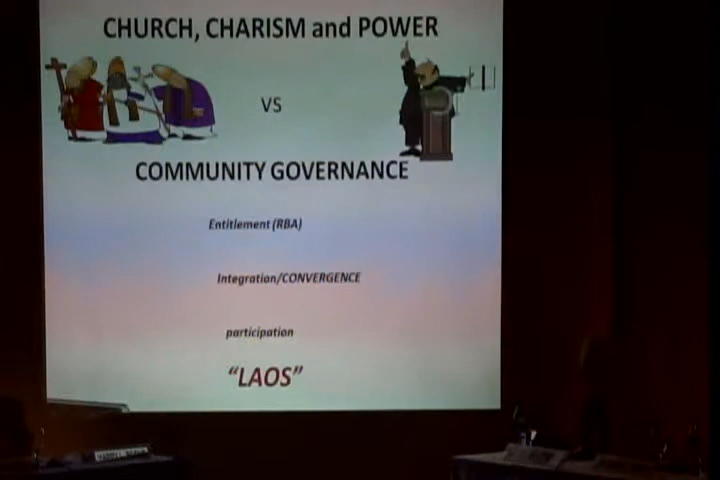 CHURCH, CHARISM and POWER
VS
COMMUNITY GOVERNANCE
Entitlement (RBA)
Integration/CONVERGENCE
participation
“LAOS”